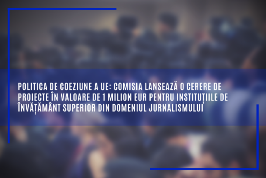 POLITICA DE COEZIUNE A UE: COMISIA LANSEAZĂ O CERERE DE
PROIECTE ÎN VALOARE DE 1 MILION EUR PENTRU INSTITUȚIILE DE
ÎNVĂȚĂMÂNT SUPERIOR DIN DOMENIUL JURNALISMULUI